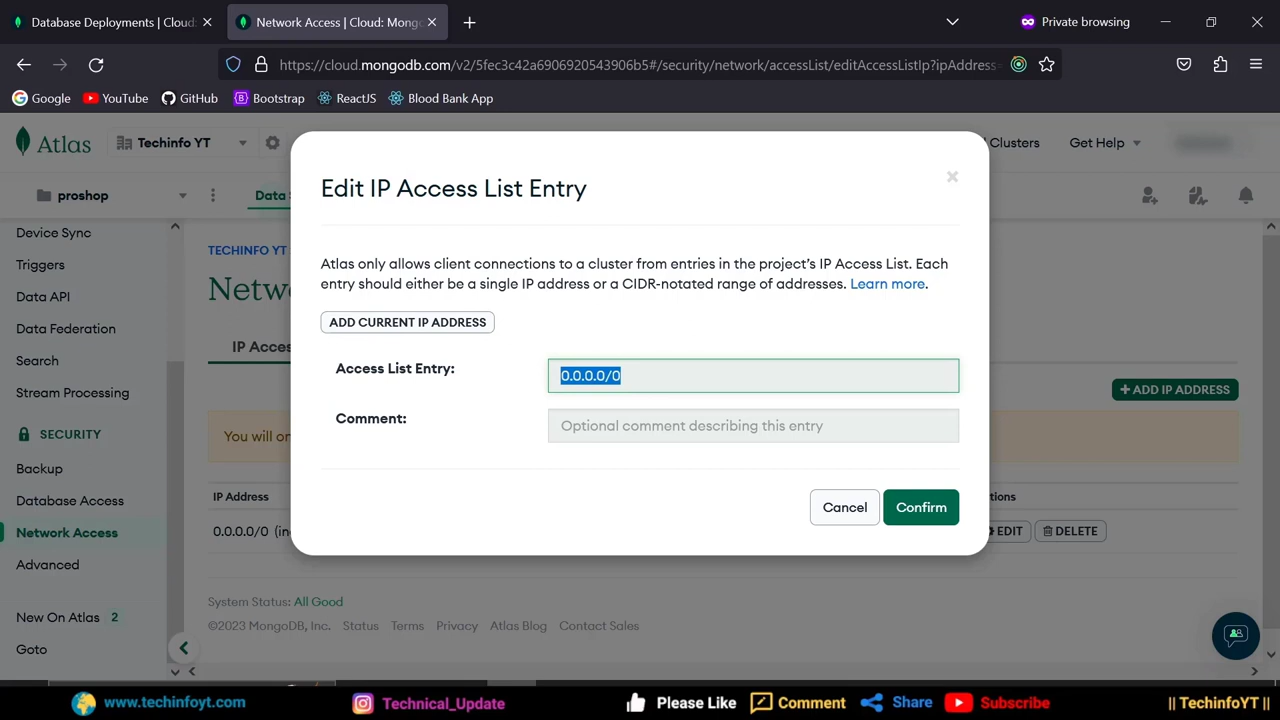 Database Deployments | Cloud:
Network Access | Cloud: Mongo
Private browsing
https://cloud.mongodb.com/v2/5fec3c42a6906920543906b5#/security/network/accessList/editAccessListIp?ipAddress=
Google
YouTube
GitHub
Bootstrap
ReactJS
Blood Bank App
Atlas
Techinfo YT
Clusters
Get Help
proshop
Data S
Device Sync
Triggers
Data API
Data Federation
Search
Stream Processing
SECURITY
Backup
Database Access
Network Access
Advanced
New On Atlas 2
Goto
TECHINFO YT
Netw
IP Acces
ADD IP ADDRESS
You will on
IP Address
tions
0.0.0.0/0 (in
EDIT
DELETE
Edit IP Access List Entry
Atlas only allows client connections to a cluster from entries in the project's IP Access List. Each
entry should either be a single IP address or a CIDR-notated range of addresses. Learn more.
ADD CURRENT IP ADDRESS
Access List Entry:
0.0.0.0/0
Comment:
Optional comment describing this entry
Cancel
Confirm
System Status: All Good
©2023 MongoDB, Inc. Status Terms Privacy Atlas Blog Contact Sales
www.techinfoyt.com
Technical_Update
Please Like
Comment
Share
Subscribe
|| TechinfoYT ||